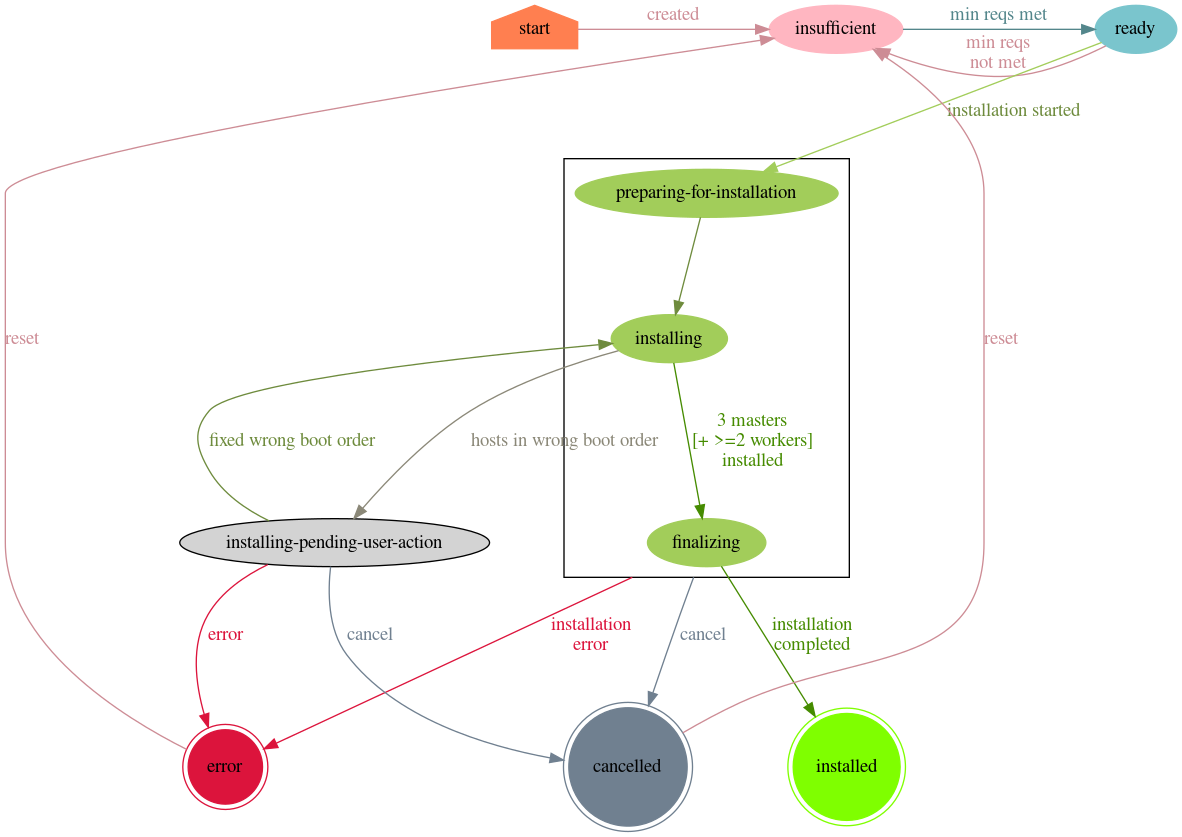 start
created
insufficient
min reqs met
ready
min reqs
not met
installation started
preparing-for-installation
reset
installing
reset
fixed wrong boot order
hosts in wrong boot order
3 masters
[+ >=2 workers]
installed
installing-pending-user-action
finalizing
error
cancel
installation
error
cancel
installation
completed
error
cancelled
installed